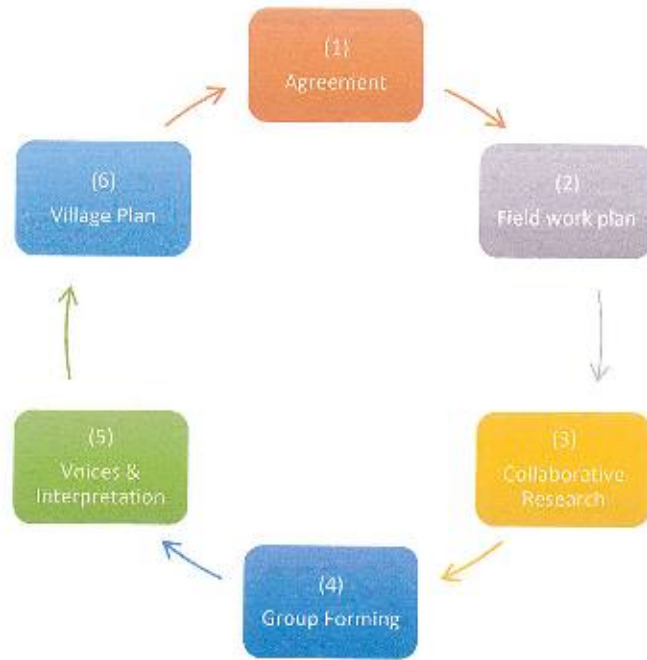 (1)
Agreement
(2)
Field work plan
(3)
Collaborative
Research
(4)
Group Forming
(5)
Voices &
Interpretation
(6)
Village Plan